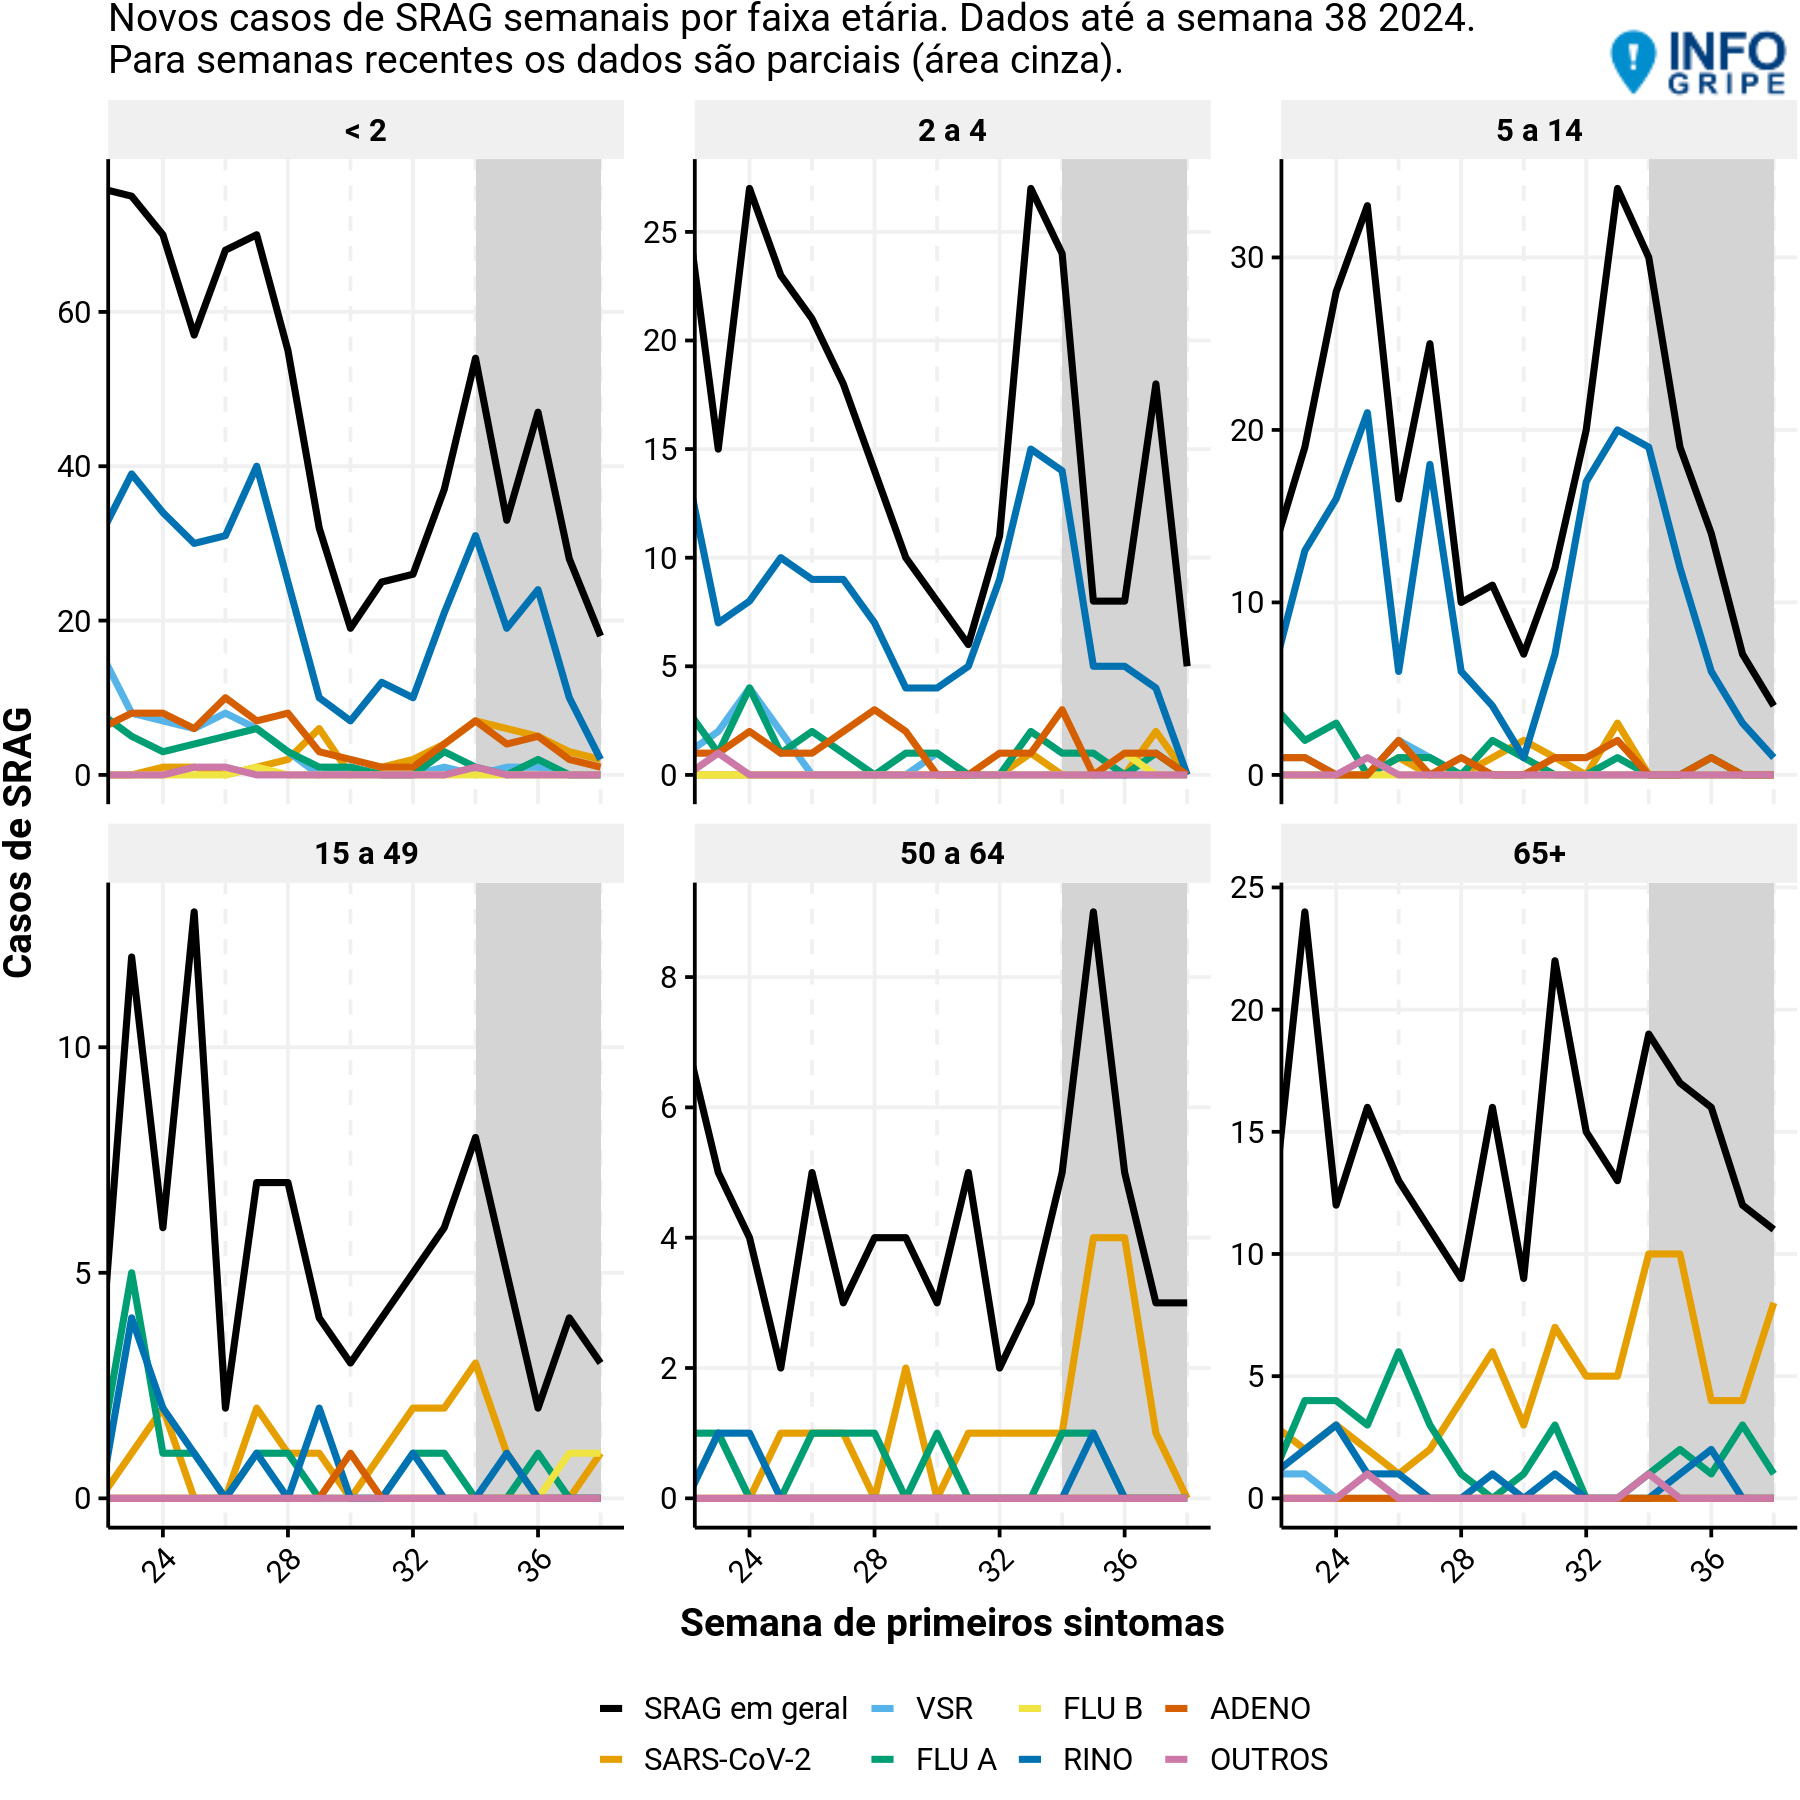 Novos casos de SRAG semanais por faixa etária. Dados até a semana 38 2024.
Para semanas recentes os dados são parciais (área cinza).
INFO
GRIPE
< 2
2 a 4
5 a 14
60
40
20
0
25
20
15
10
5
0
30
20
10
0
Casos de SRAG
15 a 49
50 a 64
65+
10
5
0
8
6
4
2
0
25
20
15
10
5
0
24 28 32 36
24 28 32 36
24 28 32 36
Semana de primeiros sintomas
SRAG em geral VSR FLU B ADENO
SARS-CoV-2 FLU A RINO OUTROS